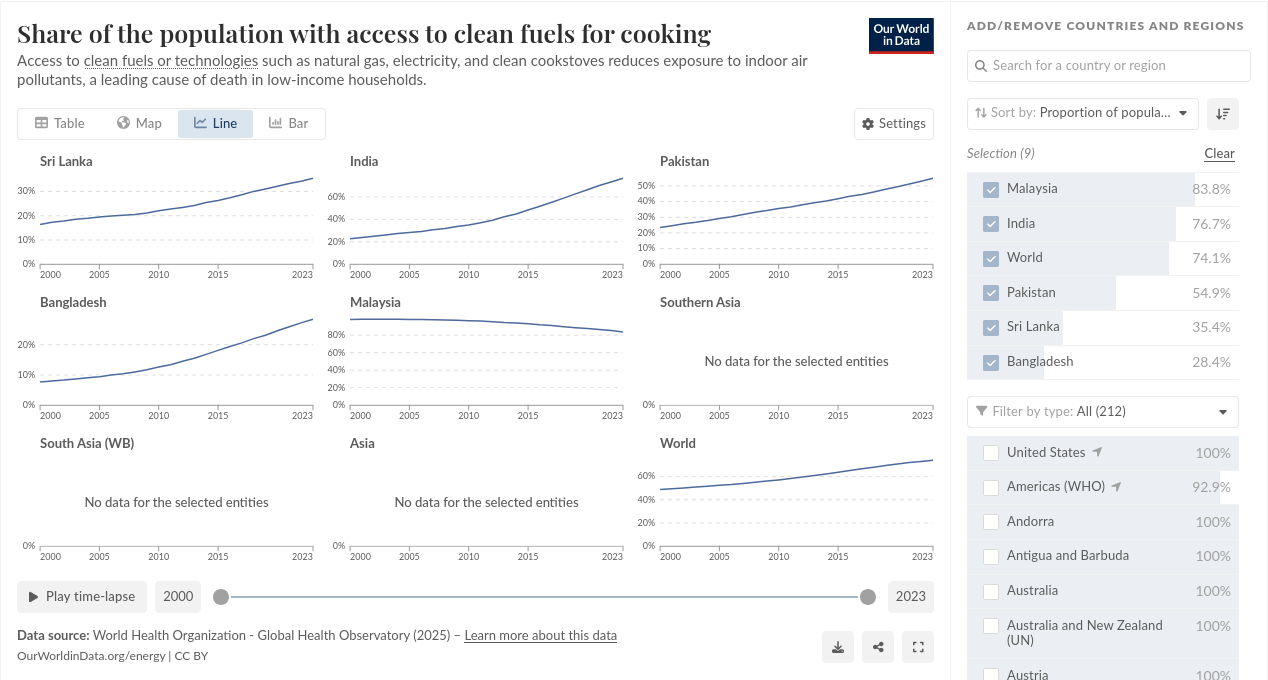 Share of the population with access to clean fuels for cooking
Access to clean fuels or technologies such as natural gas, electricity, and clean cookstoves reduces exposure to indoor air
pollutants, a leading cause of death in low-income households.
Our World
in Data
Table
Map
Line
Bar
Settings
Sri Lanka
30%
20%
10%
0%
2000
2005
2010
2015
2023
India
60%
40%
20%
0%
2000
2005
2010
2015
2023
Pakistan
50%
40%
30%
20%
10%
0%
2000
2005
2010
2015
2023
Bangladesh
20%
10%
0%
2000
2005
2010
2015
2023
Malaysia
80%
60%
40%
20%
0%
2000
2005
2010
2015
2023
Southern Asia
No data for the selected entities
0%
2000
2005
2010
2015
2023
South Asia (WB)
No data for the selected entities
0%
2000
2005
2010
2015
2023
Asia
No data for the selected entities
0%
2000
2005
2010
2015
2023
World
60%
40%
20%
0%
2000
2005
2010
2015
2023
Play time-lapse
2000
2023
Data source: World Health Organization - Global Health Observatory (2025) – Learn more about this data
OurWorldinData.org/energy | CC BY
ADD/REMOVE COUNTRIES AND REGIONS
Search for a country or region
Sort by: Proportion of popula...
Selection (9)
Clear
Malaysia 83.8%
India 76.7%
World 74.1%
Pakistan 54.9%
Sri Lanka 35.4%
Bangladesh 28.4%
Filter by type: All (212)
United States 100%
Americas (WHO) 92.9%
Andorra 100%
Antigua and Barbuda 100%
Australia 100%
Australia and New Zealand 100%
(UN)
Austria 100%